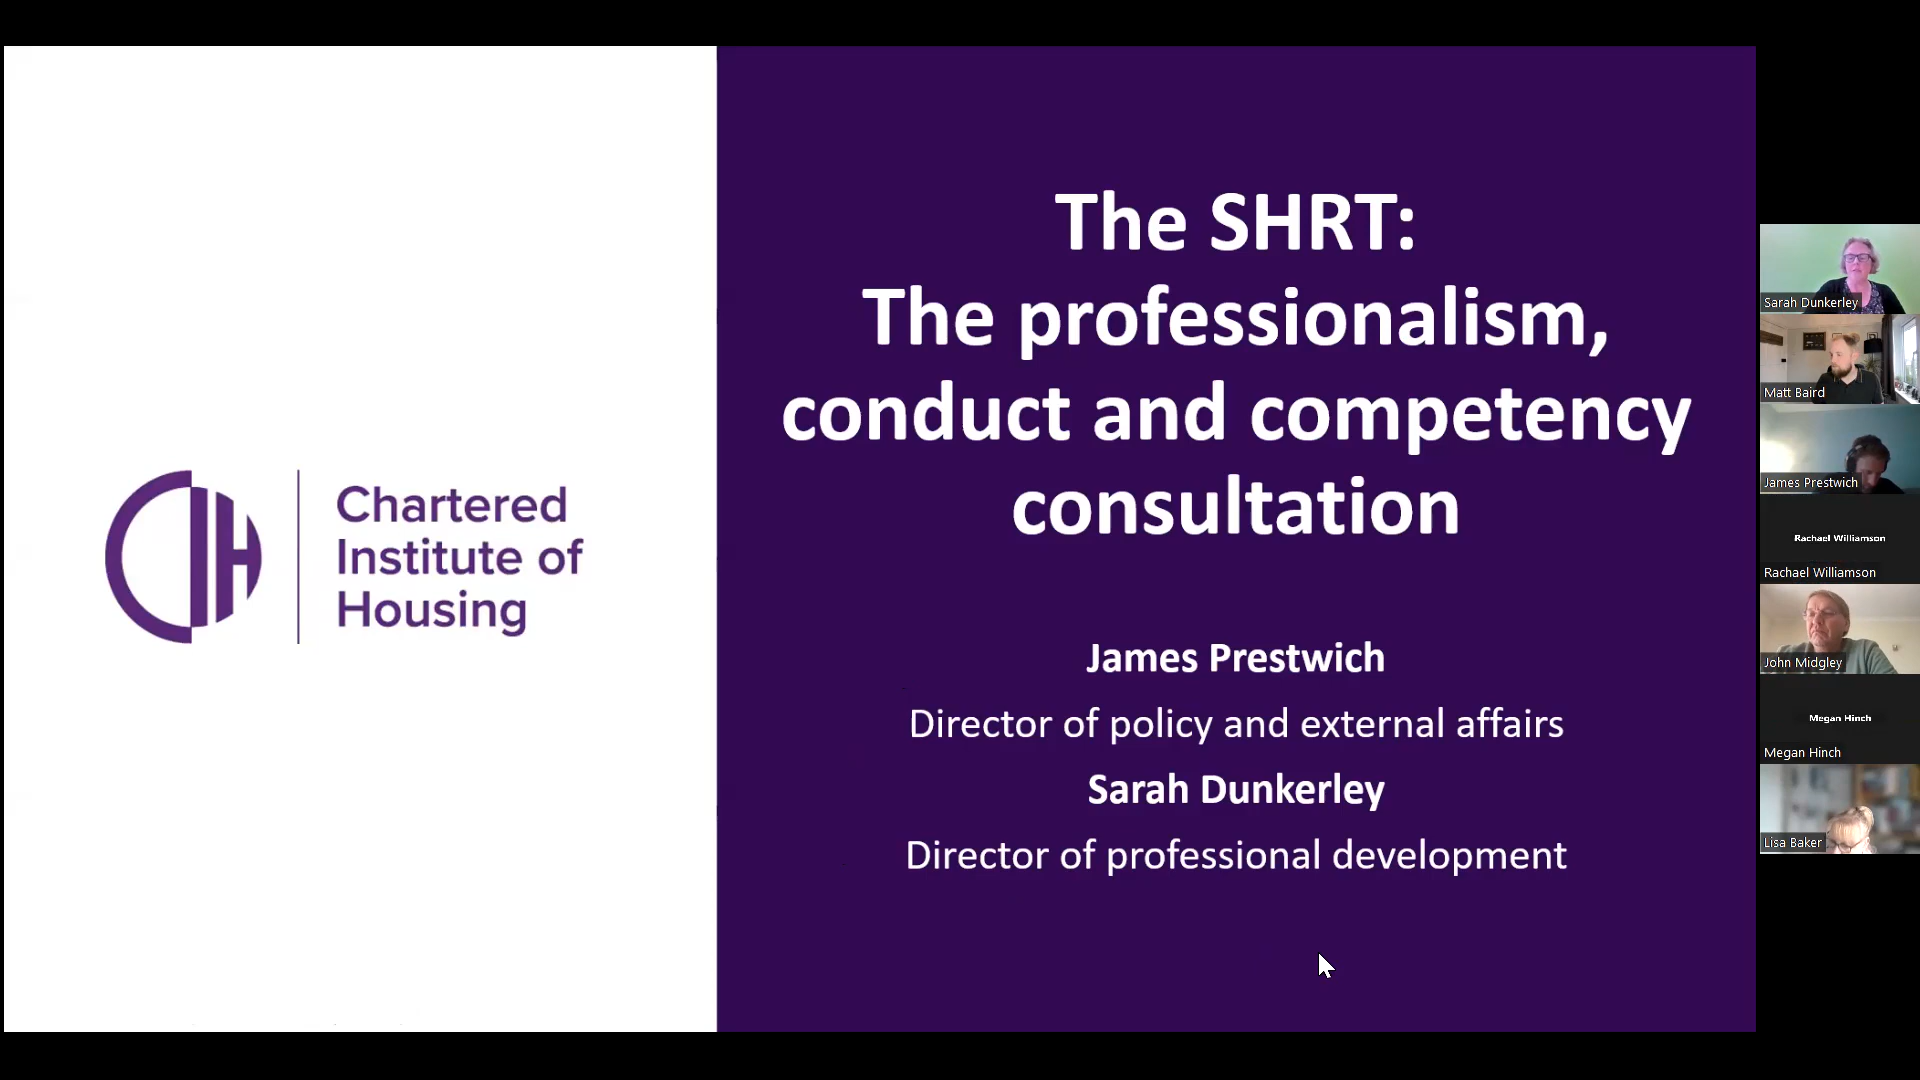 Chartered
Institute of
Housing
The SHRT:
The professionalism,
conduct and competency
consultation
James Prestwich
Director of policy and external affairs
Sarah Dunkerley
Director of professional development
Sarah Dunkerley
Matt Baird
James Prestwich
Rachael Williamson
Rachael Williamson
John Midgley
Megan Hinch
Megan Hinch
Lisa Baker